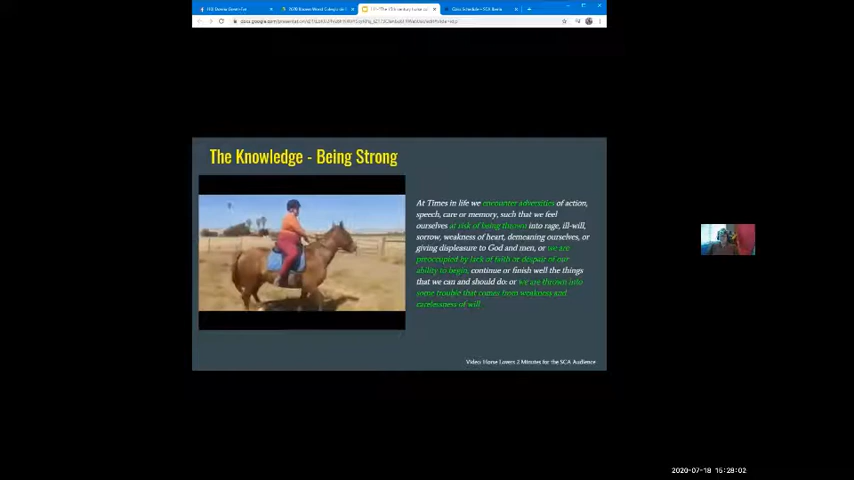 The Knowledge - Being Strong
At Times in life we encounter adversities of action,
speech, care or memory, such that we feel
ourselves at risk of being thrown into rage, ill-will,
sorrow, weakness of heart, demeaning ourselves, or
giving displeasure to God and men, or we are
preoccupied by lack of faith or despair of our
ability to begin, continue or finish well the things
that we can and should do: or we are thrown into
some trouble that comes from weakness and
carelessness of will
Video: Horse Lovers 2 Minutes for the SCA Audience
2020-07-18 15:28:02